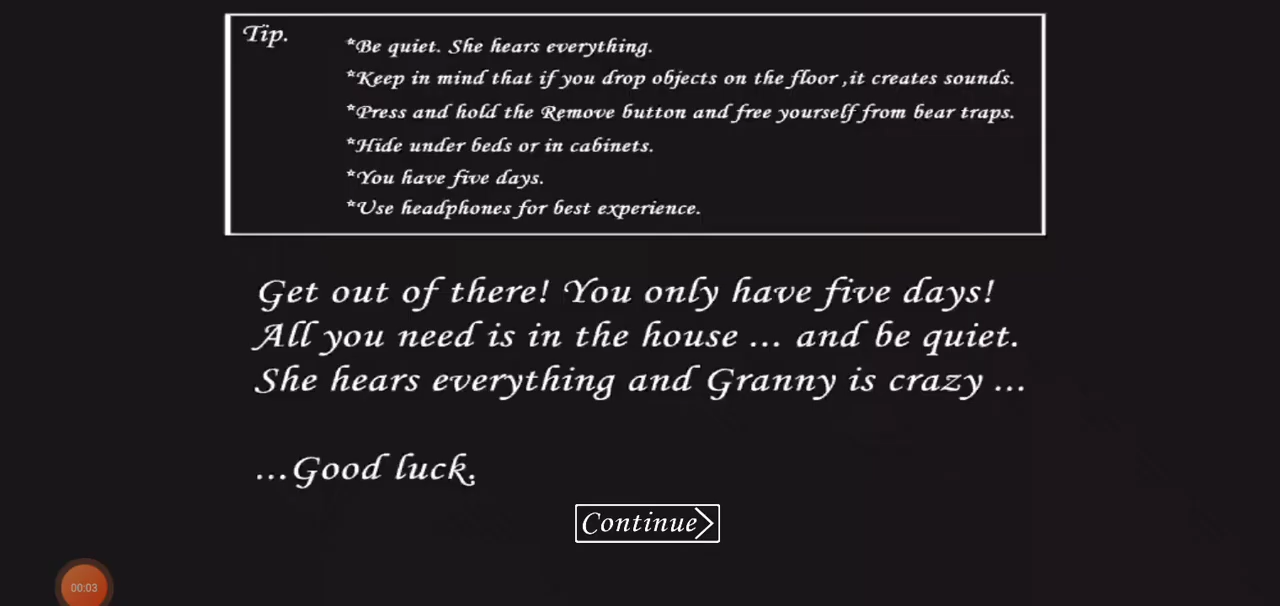 Tip.
*Be quiet. She hears everything.
*Keep in mind that if you drop objects on the floor ,it creates sounds.
*Press and hold the Remove button and free yourself from bear traps.
*Hide under beds or in cabinets.
*You have five days.
*Use headphones for best experience.
Get out of there! You only have five days!
All you need is in the house ... and be quiet.
She hears everything and Granny is crazy ...
...Good luck.
Continue
00:03